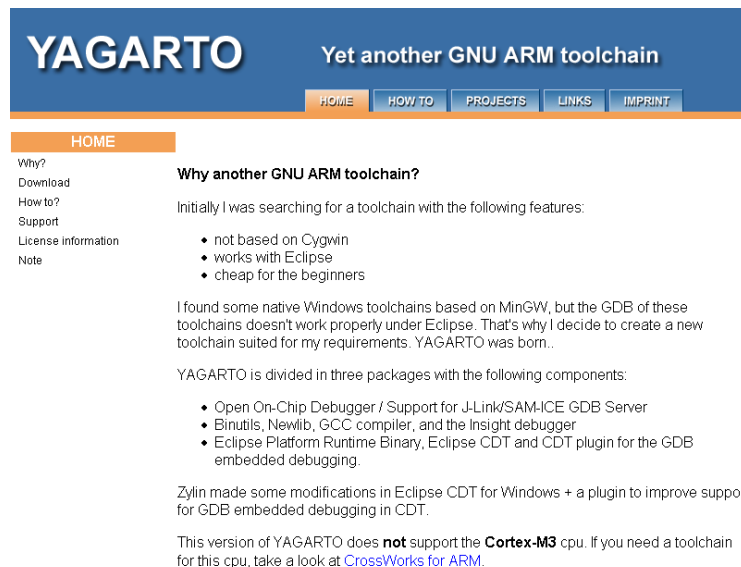 YAGARTO
Yet another GNU ARM toolchain
HOME HOW TO PROJECTS LINKS IMPRINT
HOME
Why?
Download
How to?
Support
License information
Note
Why another GNU ARM toolchain?
Initially I was searching for a toolchain with the following features:
not based on Cygwin
works with Eclipse
cheap for the beginners
I found some native Windows toolchains based on MinGW, but the GDB of these
toolchains doesn't work properly under Eclipse. That's why I decide to create a new
toolchain suited for my requirements. YAGARTO was born..
YAGARTO is divided in three packages with the following components:
Open On-Chip Debugger / Support for J-Link/SAM-ICE GDB Server
Binutils, Newlib, GCC compiler, and the Insight debugger
Eclipse Platform Runtime Binary, Eclipse CDT and CDT plugin for the GDB
embedded debugging.
Zylin made some modifications in Eclipse CDT for Windows + a plugin to improve suppo
for GDB embedded debugging in CDT.
This version of YAGARTO does not support the Cortex-M3 cpu. If you need a toolchain
for this cpu, take a look at CrossWorks for ARM.